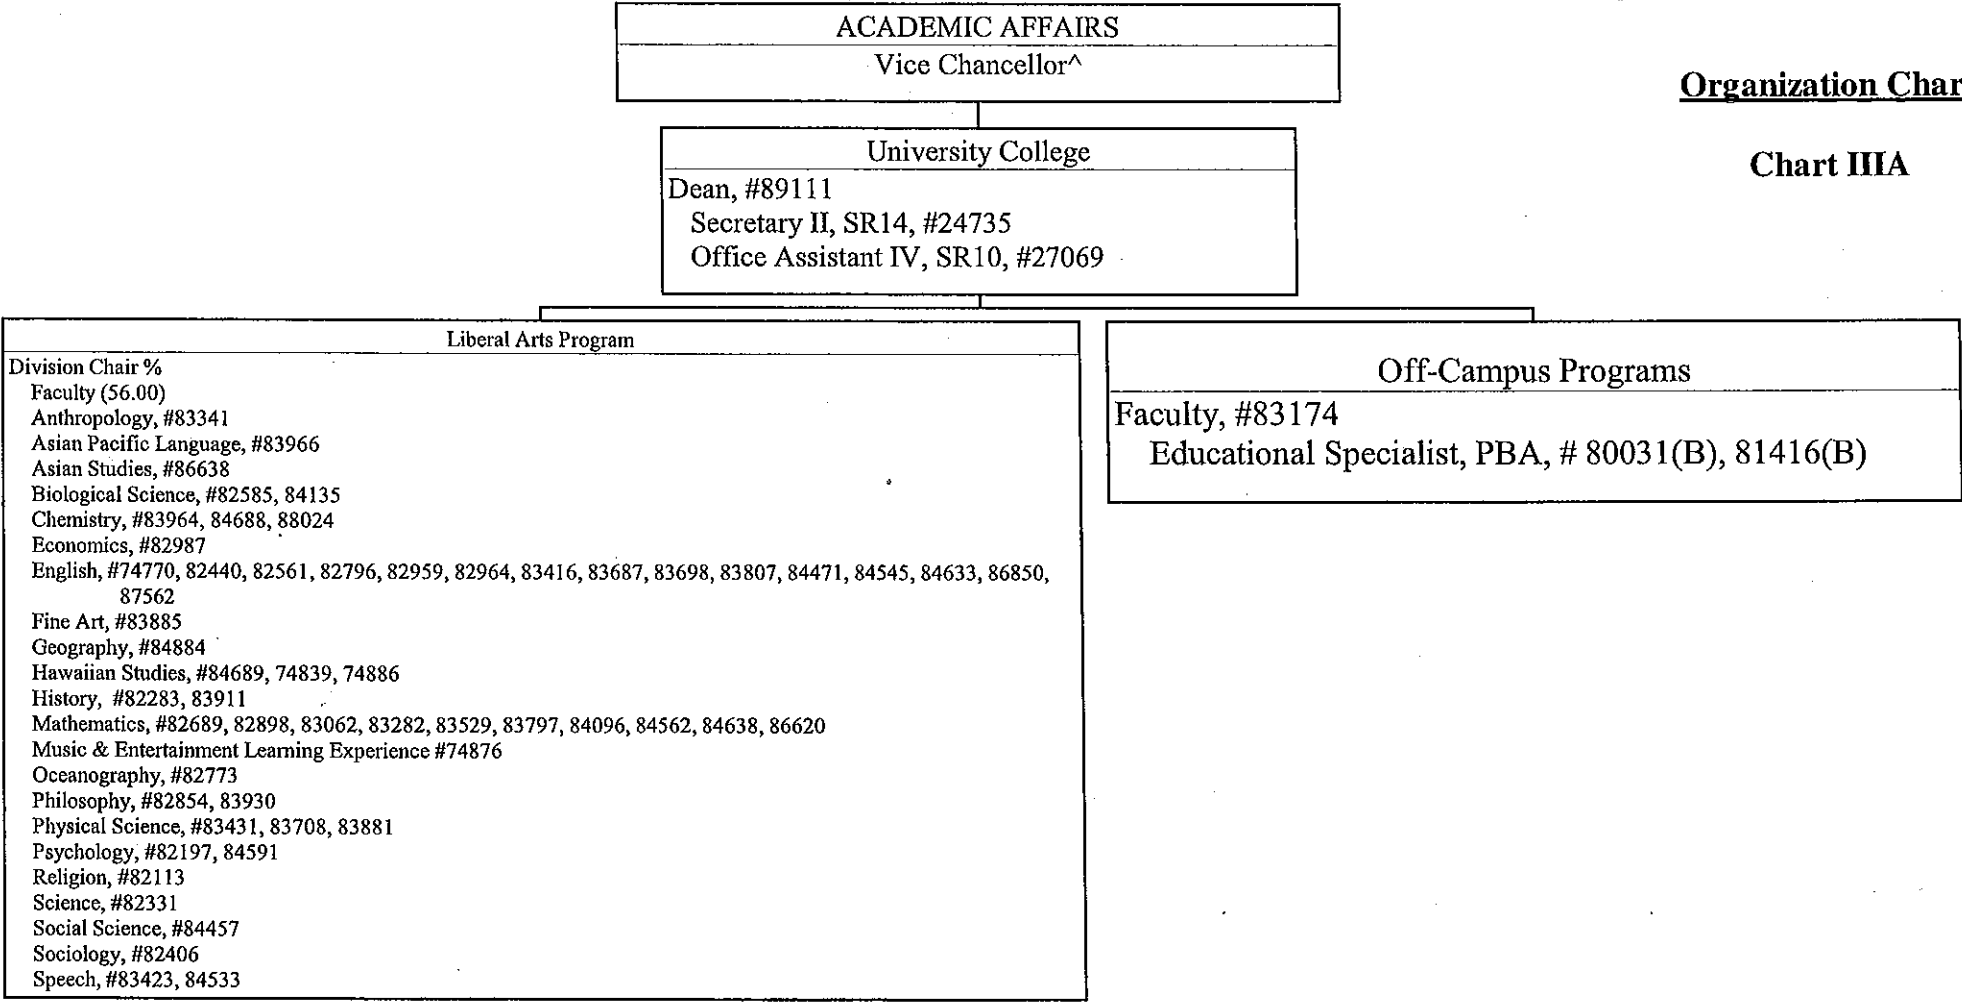 ACADEMIC AFFAIRS
Vice Chancellor^
Organization Char
Chart IIIA
University College
Dean, #89111
Secretary II, SR14, #24735
Office Assistant IV, SR10, #27069
Liberal Arts Program
Division Chair %
Faculty (56.00)
Anthropology, #83341
Asian Pacific Language, #83966
Asian Studies, #86638
Biological Science, #82585, 84135
Chemistry, #83964, 84688, 88024
Economics, #82987
English, #74770, 82440, 82561, 82796, 82959, 82964, 83416, 83687, 83698, 83807, 84471, 84545, 84633, 86850,
87562
Fine Art, #83885
Geography, #84884
Hawaiian Studies, #84689, 74839, 74886
History, #82283, 83911
Mathematics, #82689, 82898, 83062, 83282, 83529, 83797, 84096, 84562, 84638, 86620
Music & Entertainment Learning Experience #74876
Oceanography, #82773
Philosophy, #82854, 83930
Physical Science, #83431, 83708, 83881
Psychology, #82197, 84591
Religion, #82113
Science, #82331
Social Science, #84457
Sociology, #82406
Speech, #83423, 84533
Off-Campus Programs
Faculty, #83174
Educational Specialist, PBA, # 80031(B), 81416(B)